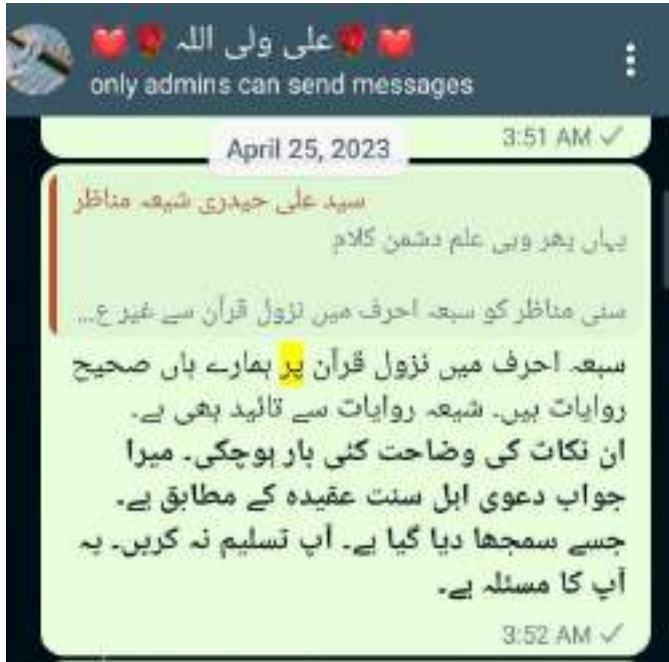 ❤️🌹علی ولی اللہ 🌹❤️
only admins can send messages
3:51 AM ✓
April 25, 2023
سید علی حیدری شیعہ مناظر
یہاں پھر وہی علم دشمن کلام
سنی مناظر کو سبعہ احرف میں نزول قرآن سے غیر ع...
سبعہ احرف میں نزول قرآن پر ہمارے ہاں صحیح
روایات ہیں۔ شیعہ روایات سے تائید بھی ہے۔
ان نکات کی وضاحت کئی بار ہوچکی۔ میرا
جواب دعوی اہل سنت عقیدہ کے مطابق ہے۔
جسے سمجھا دیا گیا ہے۔ آپ تسلیم نہ کریں۔ یہ
آپ کا مسئلہ ہے۔
3:52 AM ✓